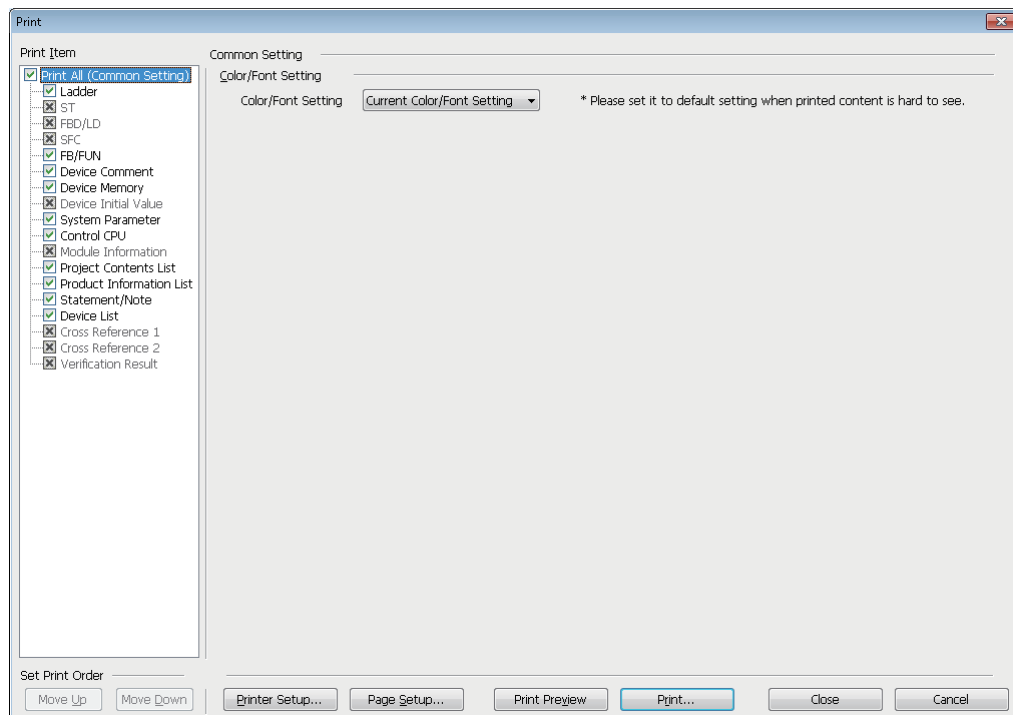 Print
Print Item
Print All (Common Setting)
Ladder
ST
FBD/LD
SFC
FB/FUN
Device Comment
Device Memory
Device Initial Value
System Parameter
Control CPU
Module Information
Project Contents List
Product Information List
Statement/Note
Device List
Cross Reference 1
Cross Reference 2
Verification Result
Common Setting
Color/Font Setting
Color/Font Setting Current Color/Font Setting * Please set it to default setting when printed content is hard to see.
Set Print Order
Move Up Move Down Printer Setup... Page Setup... Print Preview Print... Close Cancel